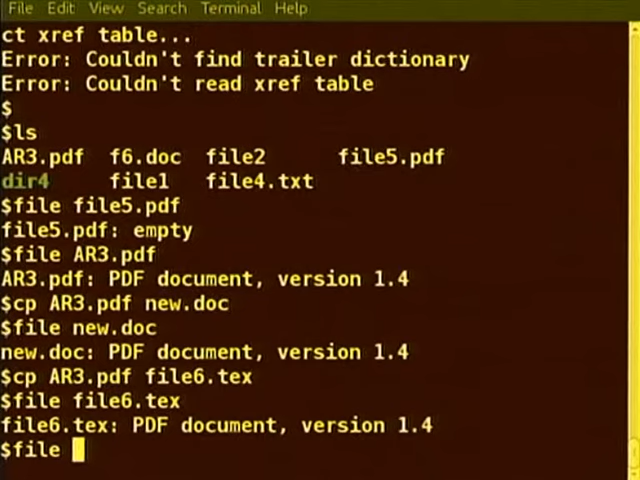 File Edit View Search Terminal Help
ct xref table...
Error: Couldn't find trailer dictionary
Error: Couldn't read xref table
$
$ls
AR3.pdf f6.doc file2 file5.pdf
dir4 file1 file4.txt
$file file5.pdf
file5.pdf: empty
$file AR3.pdf
AR3.pdf: PDF document, version 1.4
$cp AR3.pdf new.doc
$file new.doc
new.doc: PDF document, version 1.4
$cp AR3.pdf file6.tex
$file file6.tex
file6.tex: PDF document, version 1.4
$file